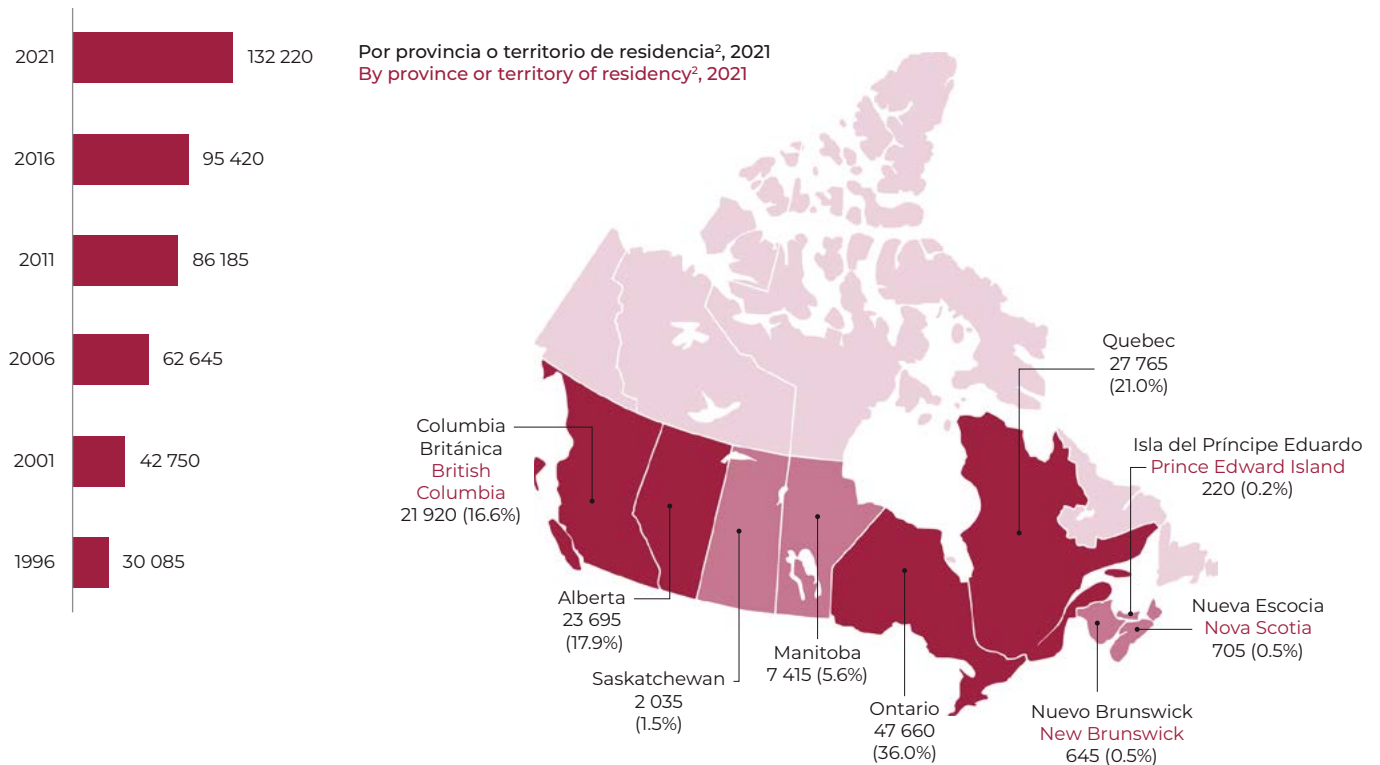 2021
132 220
2016
95 420
2011
86 185
2006
62 645
2001
42 750
1996
30 085
Por provincia o territorio de residencia², 2021
By province or territory of residency², 2021
Quebec
27 765
(21.0%)
Columbia
Británica
British
Columbia
21 920 (16.6%)
Isla del Príncipe Eduardo
Prince Edward Island
220 (0.2%)
Alberta
23 695
(17.9%)
Saskatchewan
2 035
(1.5%)
Manitoba
7 415 (5.6%)
Ontario
47 660
(36.0%)
Nueva Escocia
Nova Scotia
705 (0.5%)
Nuevo Brunswick
New Brunswick
645 (0.5%)